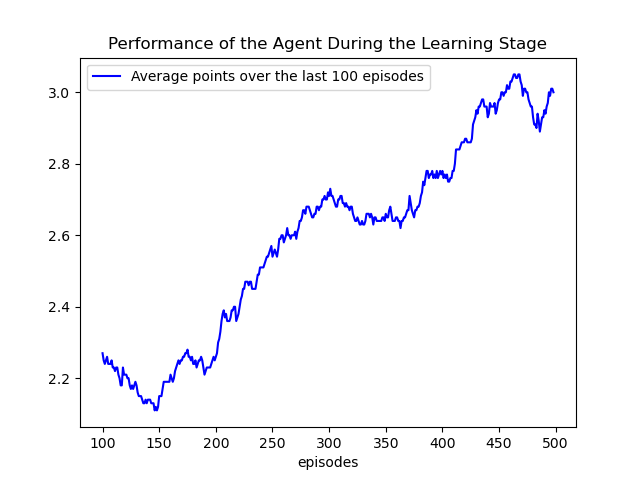 Performance of the Agent During the Learning Stage
Average points over the last 100 episodes
3.0
2.8
2.6
2.4
2.2
100 150 200 250 300 350 400 450 500
episodes